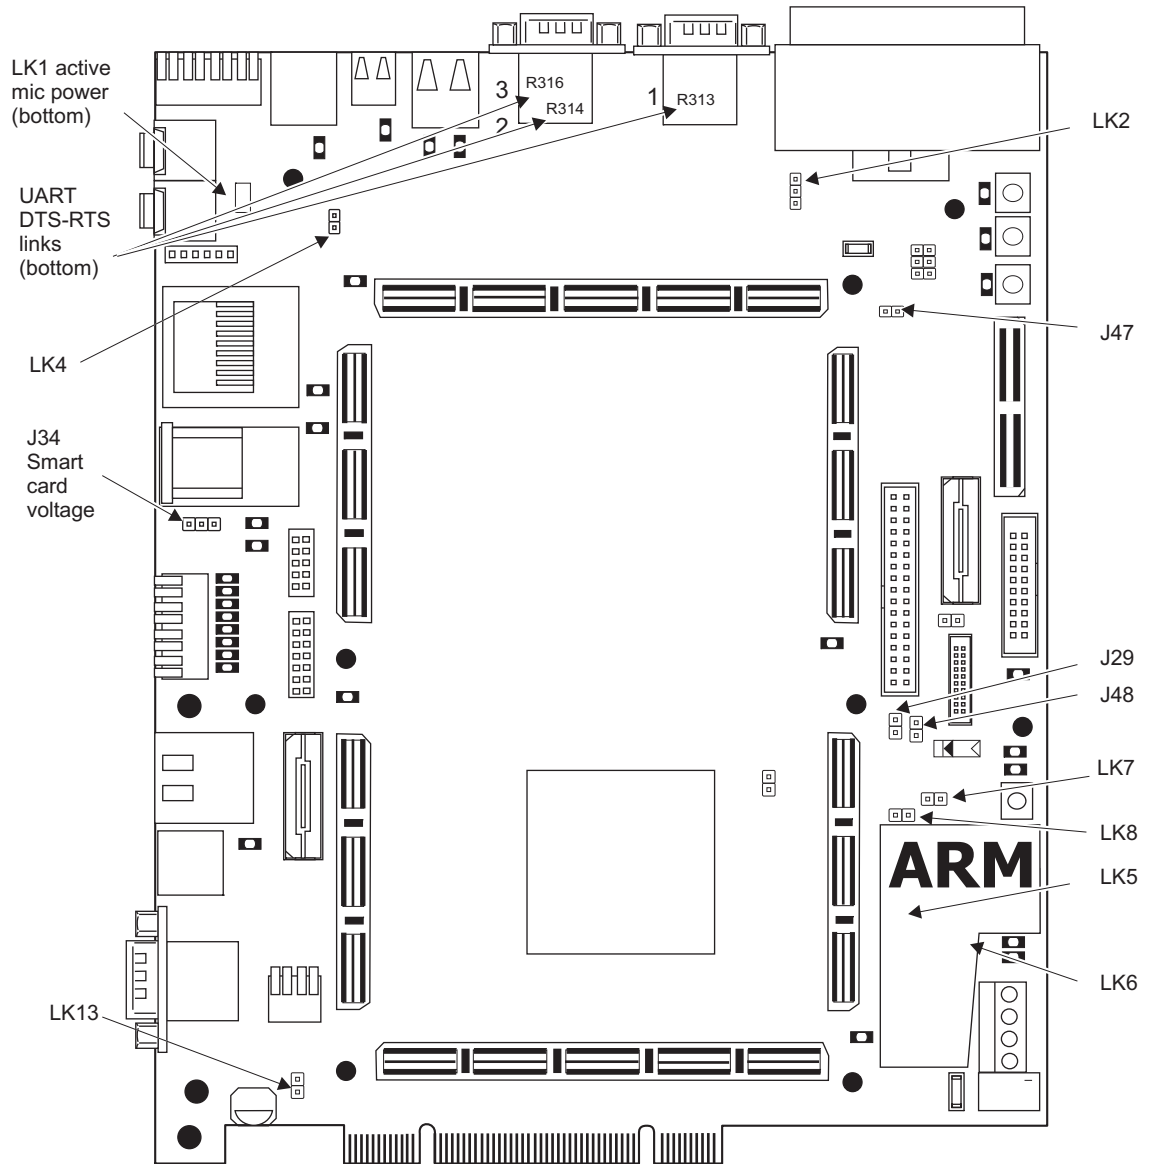 LK1 active
mic power
(bottom)
UART
DTS-RTS
links
(bottom)
3
R316
R314
2
1
R313
LK2
LK4
J47
J34
Smart
card
voltage
J29
J48
LK7
LK8
ARM
LK5
LK6
LK13